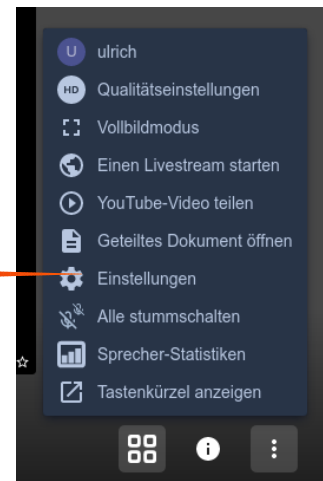 U ulrich
HD Qualitätseinstellungen
Vollbildmodus
Einen Livestream starten
YouTube-Video teilen
Geteiltes Dokument öffnen
Einstellungen
Alle stummschalten
Sprecher-Statistiken
Tastenkürzel anzeigen